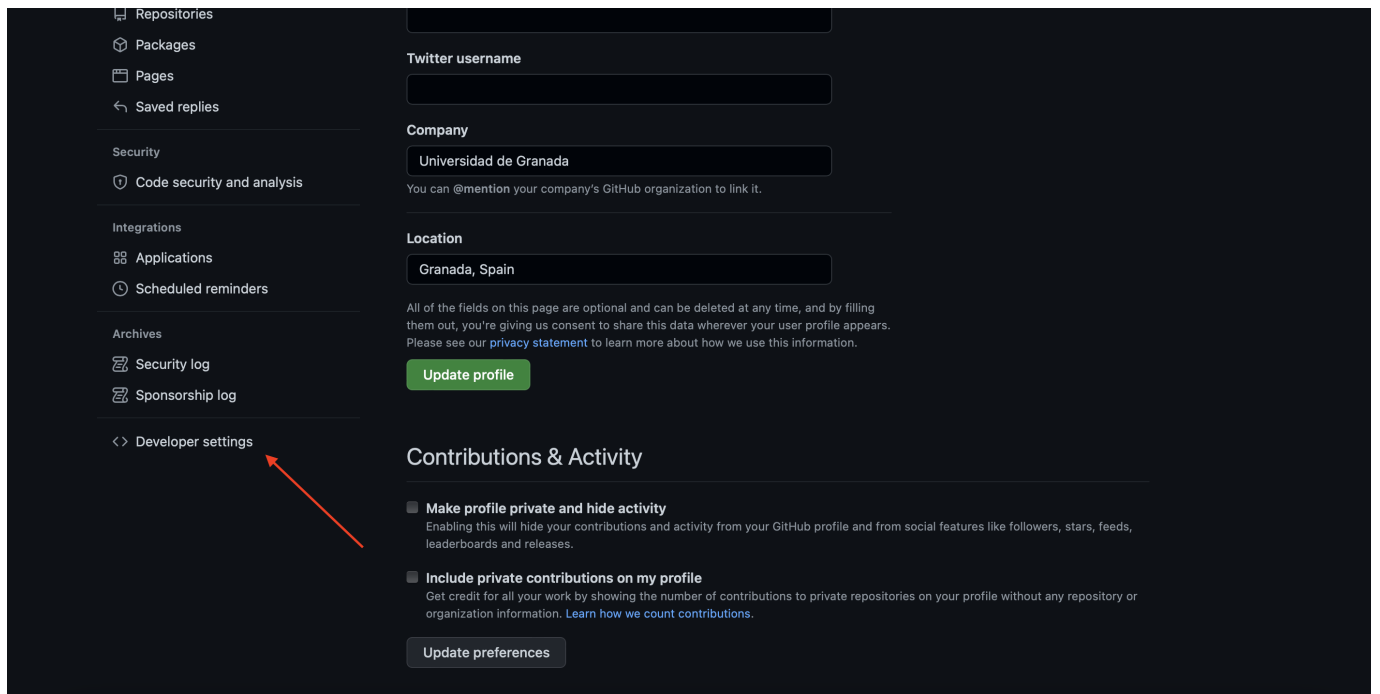 Repositories
Packages
Pages
Saved replies
Security
Code security and analysis
Integrations
Applications
Scheduled reminders
Archives
Security log
Sponsorship log
Developer settings
Twitter username
Company
Universidad de Granada
You can @mention your company's GitHub organization to link it.
Location
Granada, Spain
All of the fields on this page are optional and can be deleted at any time, and by filling
them out, you're giving us consent to share this data wherever your user profile appears.
Please see our privacy statement to learn more about how we use this information.
Update profile
Contributions & Activity
Make profile private and hide activity
Enabling this will hide your contributions and activity from your GitHub profile and from social features like followers, stars, feeds,
leaderboards and releases.
Include private contributions on my profile
Get credit for all your work by showing the number of contributions to private repositories on your profile without any repository or
organization information. Learn how we count contributions.
Update preferences